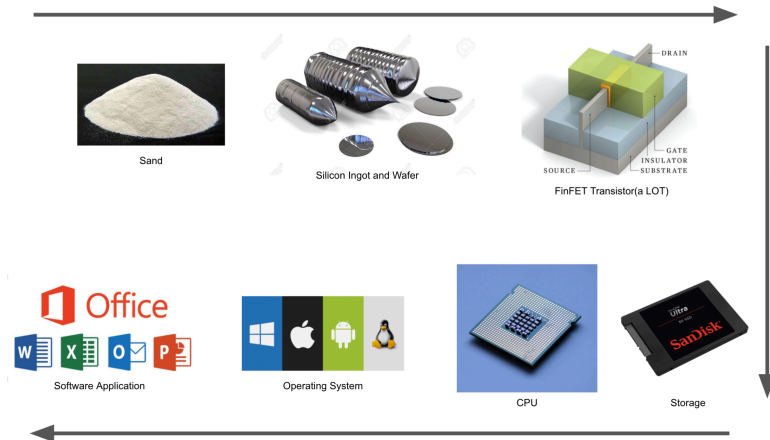 Sand
Silicon Ingot and Wafer
DRAIN
GATE
INSULATOR
SOURCE
SUBSTRATE
FinFET Transistor(a LOT)
Office
W
X
O
P
Software Application
Operating System
CPU
Ultra
SanDisk
Storage